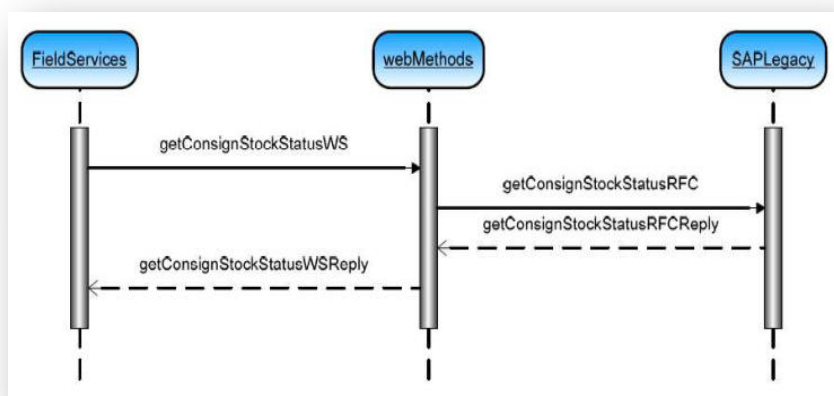 FieldServices
webMethods
SAPLegacy
getConsignStockStatusWS
getConsignStockStatusRFC
getConsignStockStatusRFCReply
getConsignStockStatusWSReply